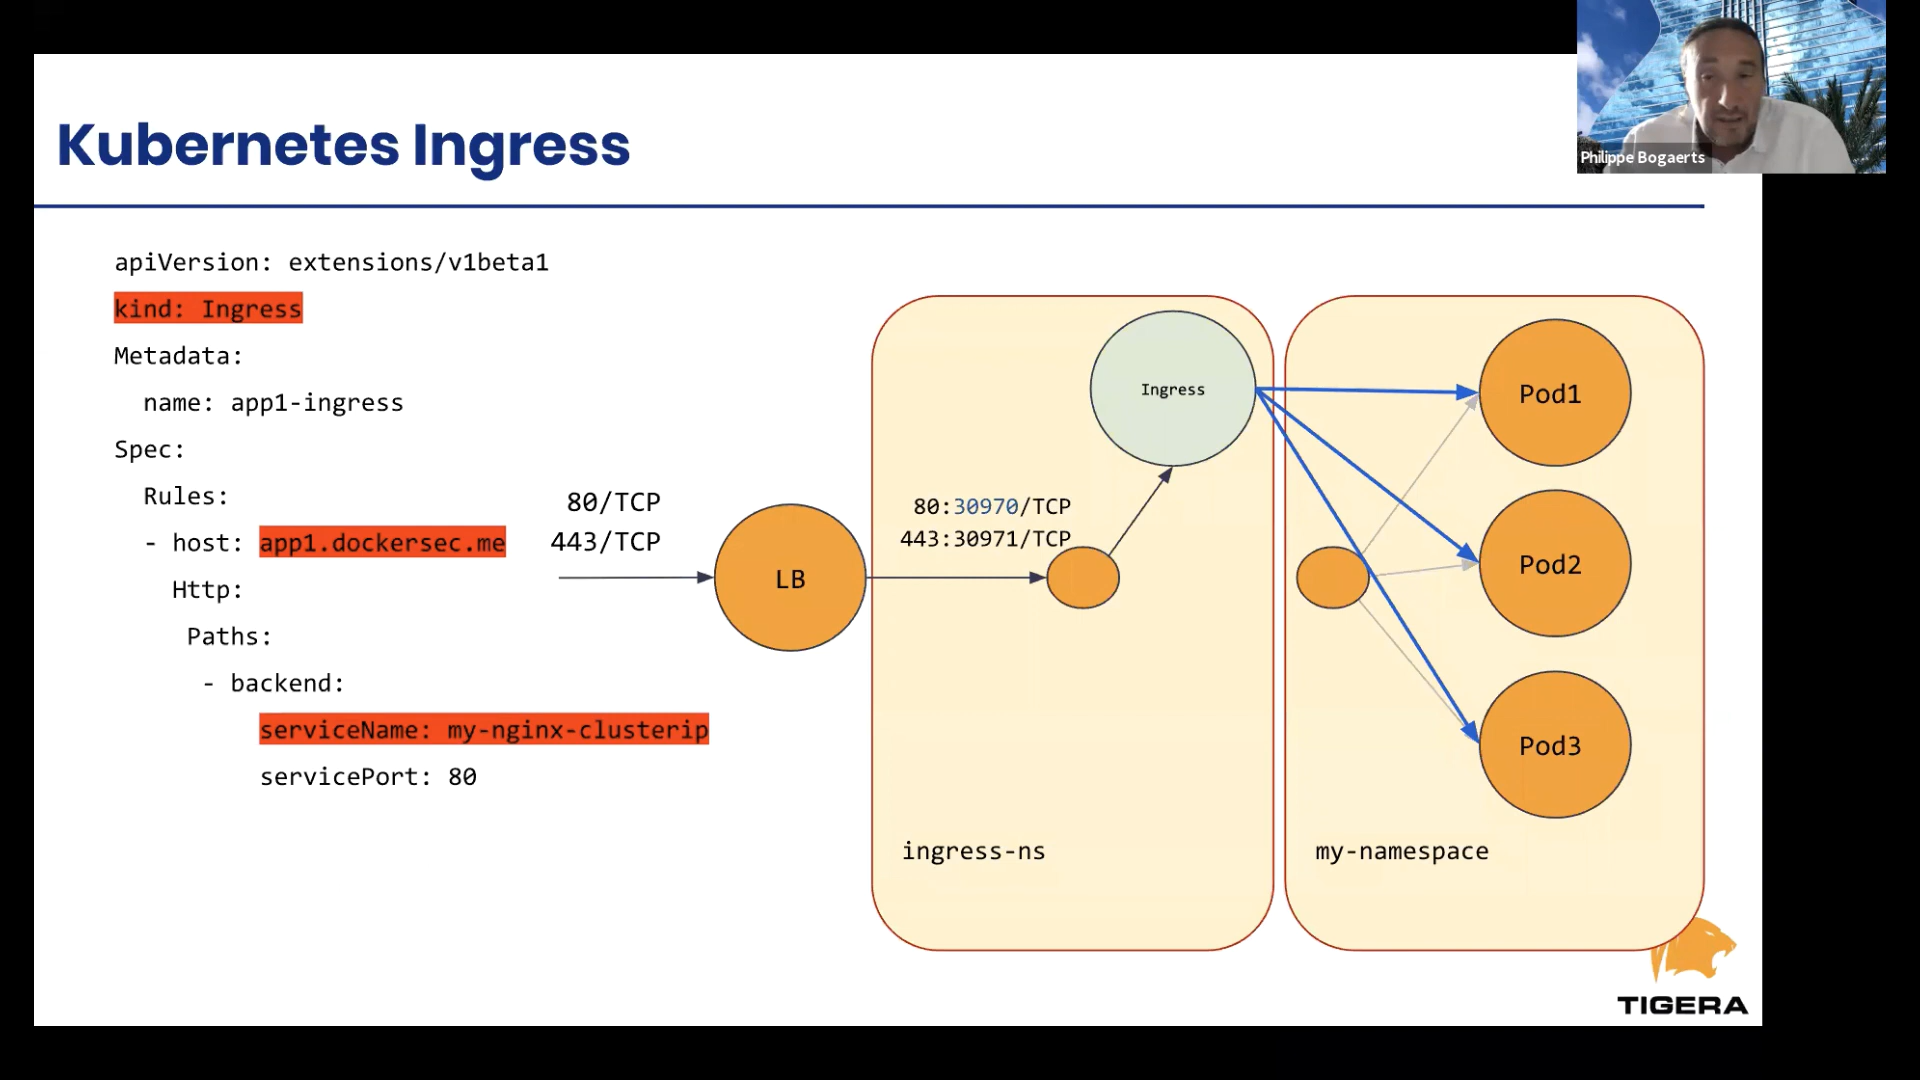 Philippe Bogaerts
Kubernetes Ingress
apiVersion: extensions/v1beta1
kind: Ingress
Metadata:
name: app1-ingress
Spec:
Rules:
- host: app1.dockersec.me
Http:
Paths:
- backend:
serviceName: my-nginx-clusterip
servicePort: 80
80/TCP
443/TCP
LB
80:30970/TCP
443:30971/TCP
Ingress
ingress-ns
Pod1
Pod2
Pod3
my-namespace
TIGERA